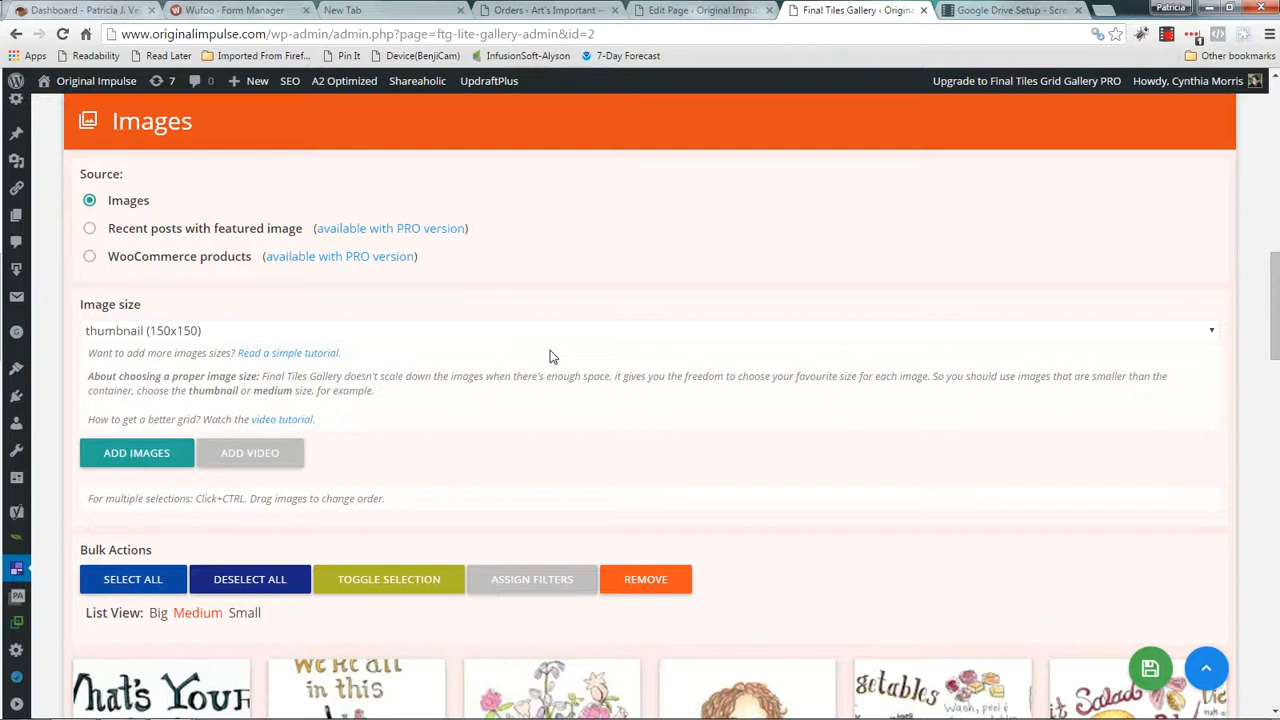 Dashboard - Patricia J. Ve
Wufoo · Form Manager
New Tab
Orders ‹ Art's Important —
Edit Page ‹ Original Impu
Final Tiles Gallery ‹ Origin
Google Drive Setup - Scre
Patricia
www.originalimpulse.com/wp-admin/admin.php?page=ftg-lite-gallery-admin&id=2
Apps
Readability
Read Later
Imported From Firef...
Pin It
Device(BenjiCam)
InfusionSoft-Alyson
7-Day Forecast
Other bookmarks
Original Impulse
7
0
New
SEO
A2 Optimized
Shareaholic
UpdraftPlus
Upgrade to Final Tiles Grid Gallery PRO
Howdy, Cynthia Morris
Images
Source:
Images
Recent posts with featured image (available with PRO version)
WooCommerce products (available with PRO version)
Image size
thumbnail (150x150)
Want to add more images sizes? Read a simple tutorial.
About choosing a proper image size: Final Tiles Gallery doesn't scale down the images when there's enough space, it gives you the freedom to choose your favourite size for each image. So you should use images that are smaller than the
container, choose the thumbnail or medium size, for example.
How to get a better grid? Watch the video tutorial.
ADD IMAGES
ADD VIDEO
For multiple selections: Click+CTRL. Drag images to change order.
Bulk Actions
SELECT ALL
DESELECT ALL
TOGGLE SELECTION
ASSIGN FILTERS
REMOVE
List View: Big Medium Small
What's Your
We're all
in this
getables
Wash, peel &
t Salad